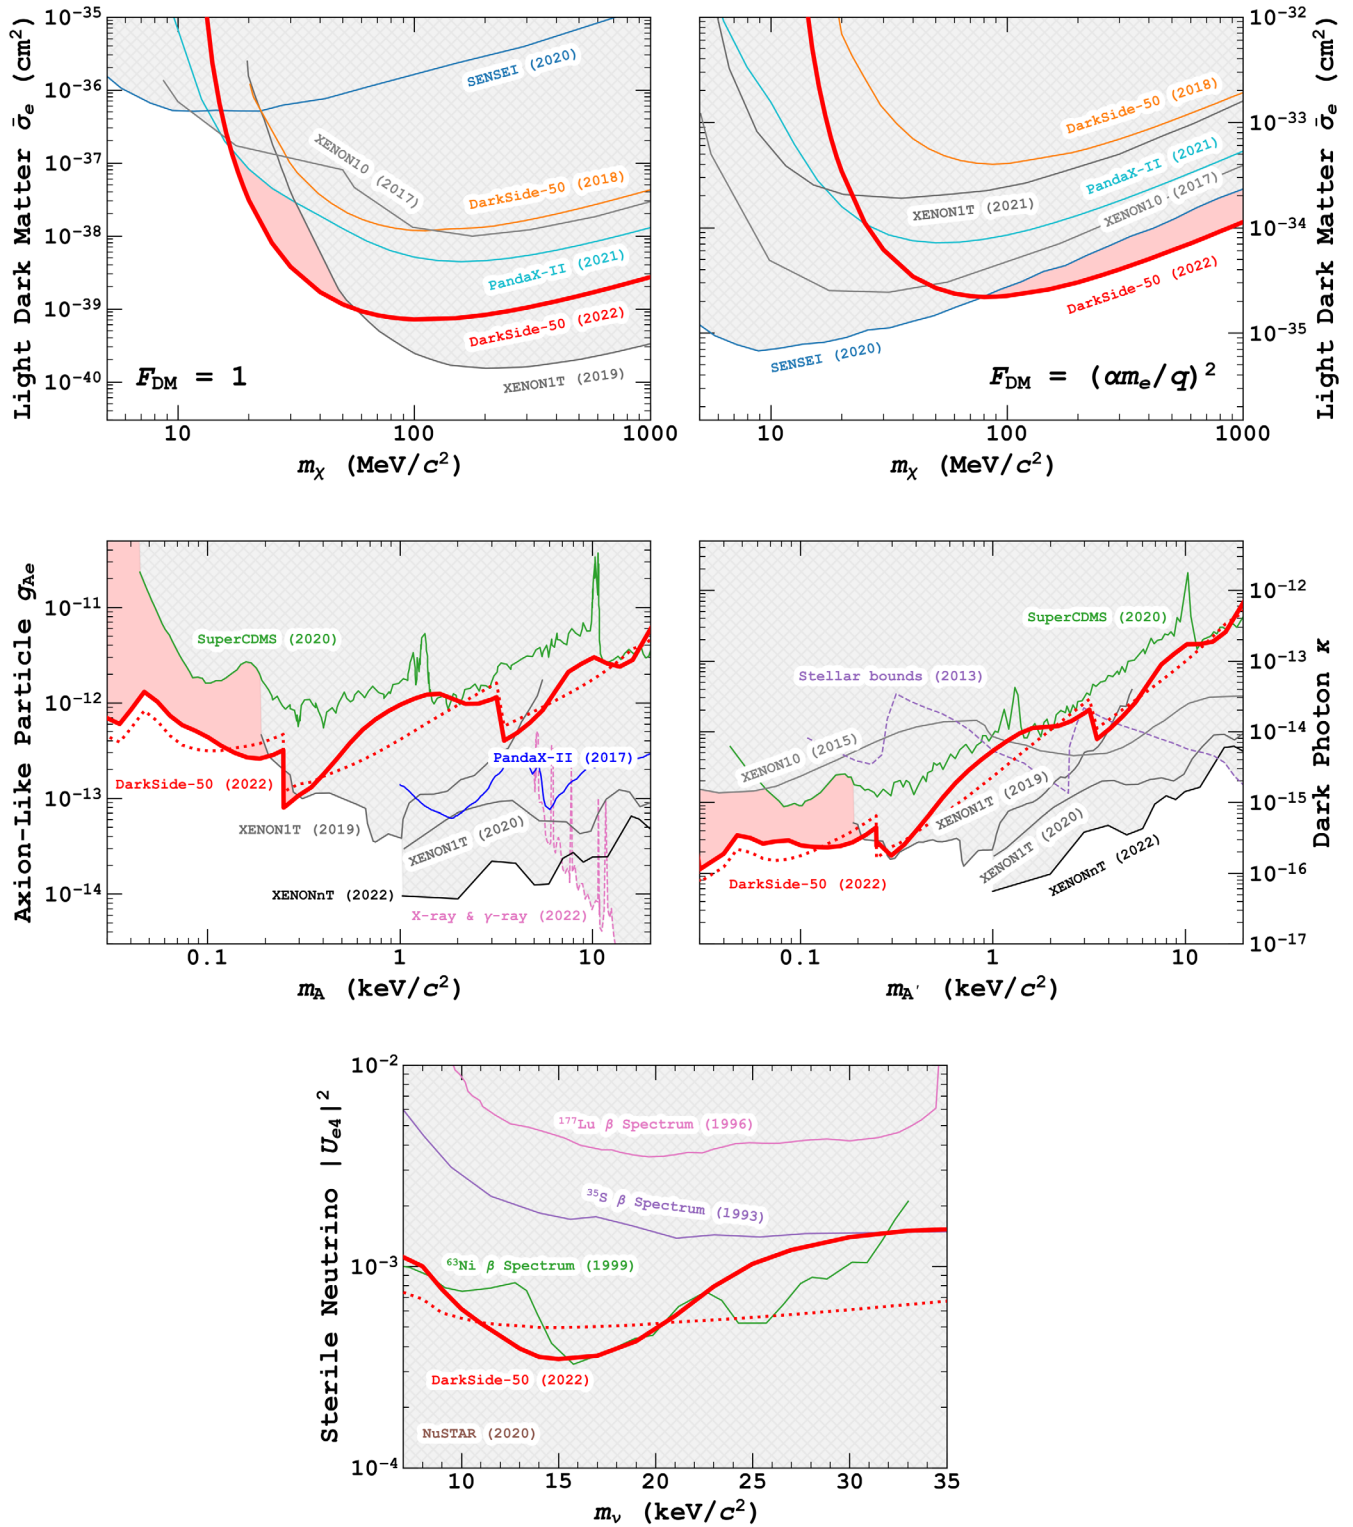 Light Dark Matter σ̄ₑ (cm²)
10⁻³⁵
10⁻³⁶
10⁻³⁷
10⁻³⁸
10⁻³⁹
10⁻⁴⁰
SENSEI (2020)
XENON10 (2017)
DarkSide-50 (2018)
PandaX-II (2021)
DarkSide-50 (2022)
XENON1T (2019)
F_DM = 1
10
100
1000
m_χ (MeV/c²)
10⁻³²
10⁻³³
10⁻³⁴
10⁻³⁵
Light Dark Matter σ̄ₑ (cm²)
DarkSide-50 (2018)
PandaX-II (2021)
XENON10 (2017)
XENON1T (2021)
DarkSide-50 (2022)
SENSEI (2020)
F_DM = (αmₑ/q)²
10
100
1000
m_χ (MeV/c²)
Axion-Like Particle g_Ae
10⁻¹¹
10⁻¹²
10⁻¹³
10⁻¹⁴
SuperCDMS (2020)
PandaX-II (2017)
DarkSide-50 (2022)
XENON1T (2019)
XENON1T (2020)
XENONnT (2022)
X-ray & γ-ray (2022)
0.1
1
10
m_A (keV/c²)
10⁻¹²
10⁻¹³
10⁻¹⁴
10⁻¹⁵
10⁻¹⁶
10⁻¹⁷
Dark Photon κ
SuperCDMS (2020)
Stellar bounds (2013)
XENON10 (2015)
XENON1T (2019)
XENON1T (2020)
XENONnT (2022)
DarkSide-50 (2022)
0.1
1
10
m_A′ (keV/c²)
Sterile Neutrino |U_e4|²
10⁻²
10⁻³
10⁻⁴
¹⁷⁷Lu β Spectrum (1996)
³⁵S β Spectrum (1993)
⁶³Ni β Spectrum (1999)
DarkSide-50 (2022)
NuSTAR (2020)
10
15
20
25
30
35
m_ν (keV/c²)